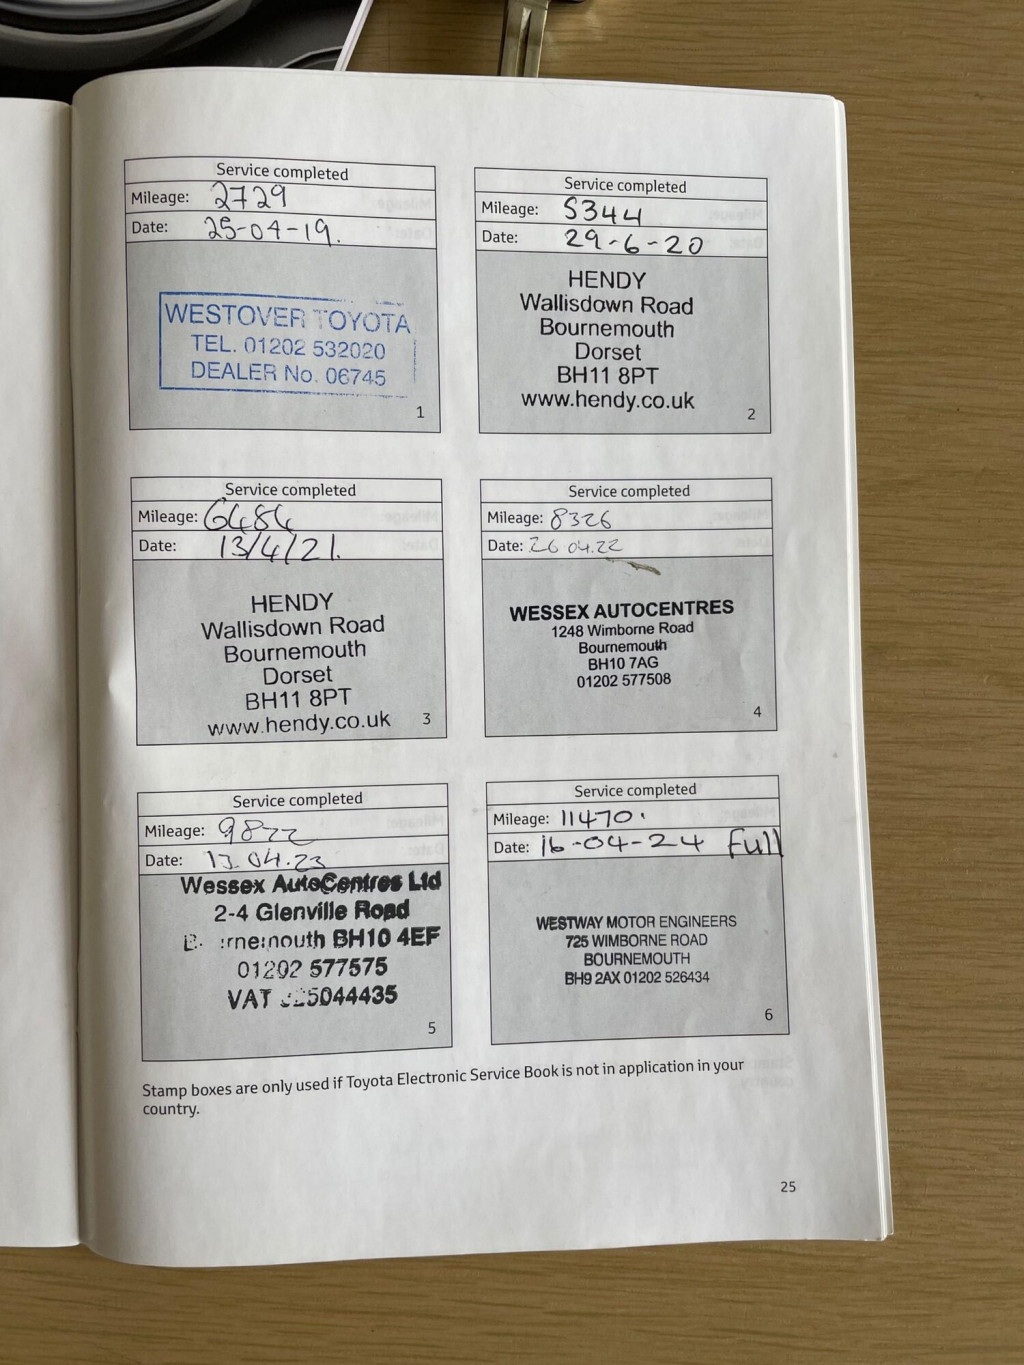 Service completed
Mileage: 2729
Date: 25-04-19.
WESTOVER TOYOTA
TEL. 01202 532020
DEALER No. 06745
1
Service completed
Mileage: 5344
Date: 29-6-20
HENDY
Wallisdown Road
Bournemouth
Dorset
BH11 8PT
www.hendy.co.uk
2
Service completed
Mileage: 6484
Date: 13/4/21.
HENDY
Wallisdown Road
Bournemouth
Dorset
BH11 8PT
www.hendy.co.uk
3
Service completed
Mileage: 8326
Date: 26 04.22
WESSEX AUTOCENTRES
1248 Wimborne Road
Bournemouth
BH10 7AG
01202 577508
4
Service completed
Mileage: 9822
Date: 13.04.23
Wessex AutoCentres Ltd
2-4 Glenville Road
Bournemouth BH10 4EF
01202 577575
VAT
5
Service completed
Mileage: 11470.
Date: 16-04-24 Full
WESTWAY MOTOR ENGINEERS
725 WIMBORNE ROAD
BOURNEMOUTH
BH9 2AX 01202 526434
6
Stamp boxes are only used if Toyota Electronic Service Book is not in application in your
country.
25